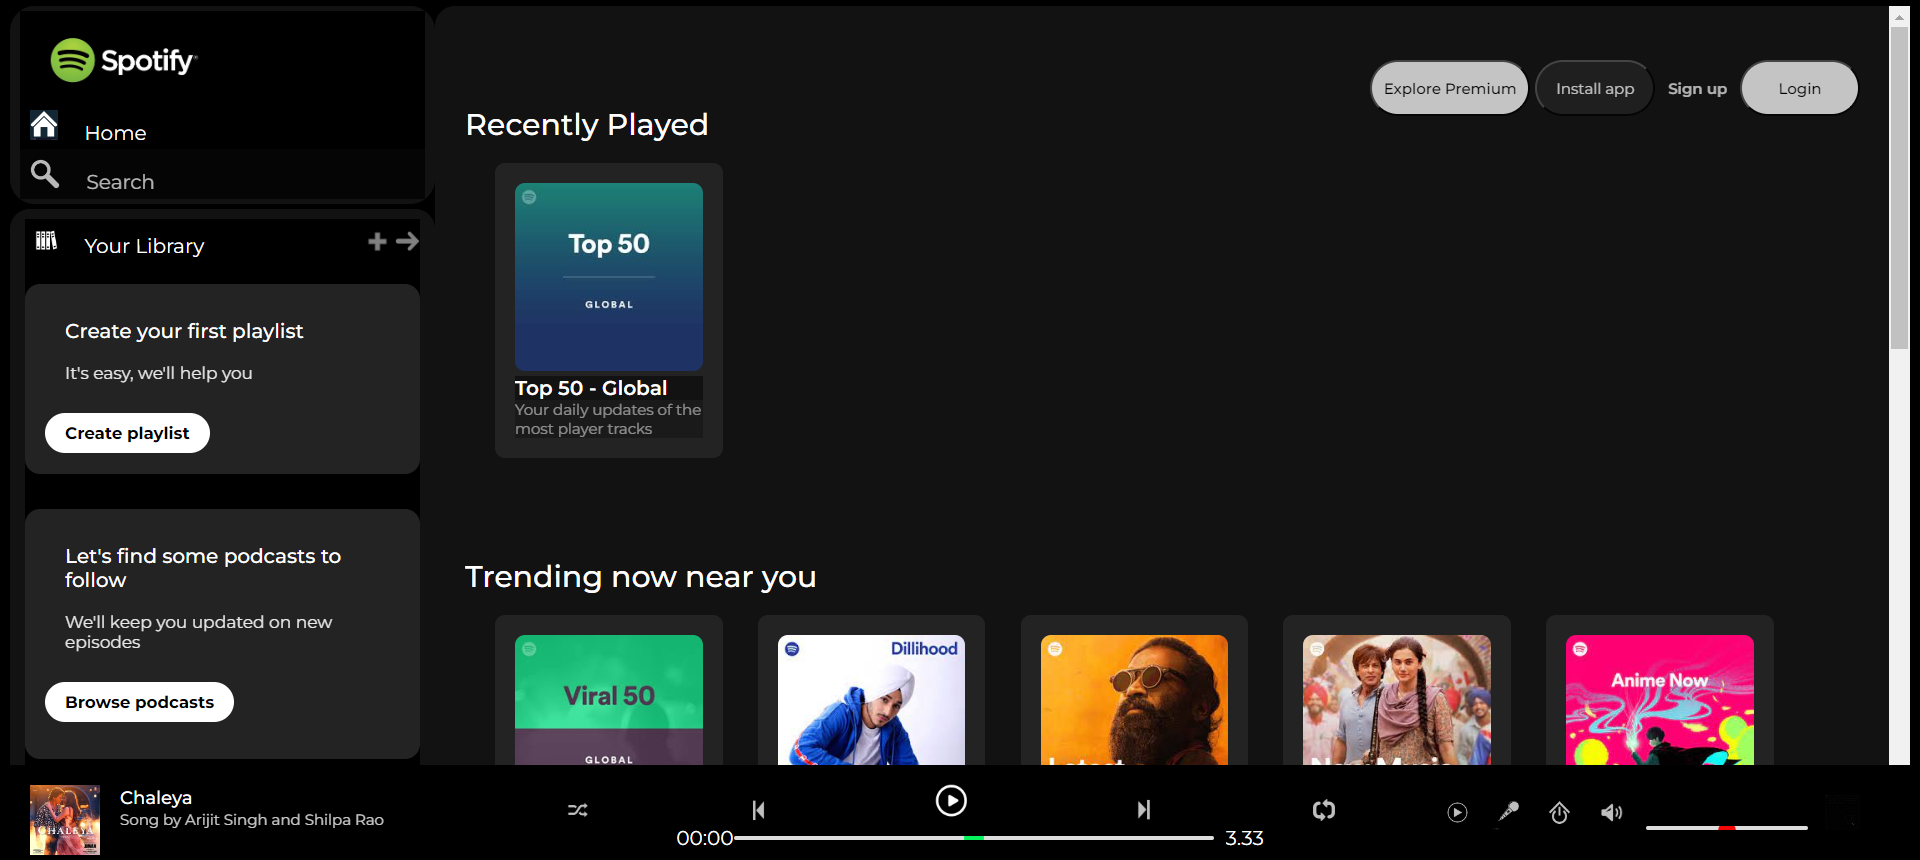 Spotify
Home
Search
Your Library
Create your first playlist
It's easy, we'll help you
Create playlist
Let's find some podcasts to
follow
We'll keep you updated on new
episodes
Browse podcasts
Explore Premium
Install app
Sign up
Login
Recently Played
Top 50
GLOBAL
Top 50 - Global
Your daily updates of the
most player tracks
Trending now near you
Viral 50
GLOBAL
Dillihood
Latest
Music
Anime Now
CHALEYA
Chaleya
Song by Arijit Singh and Shilpa Rao
00:00
3.33